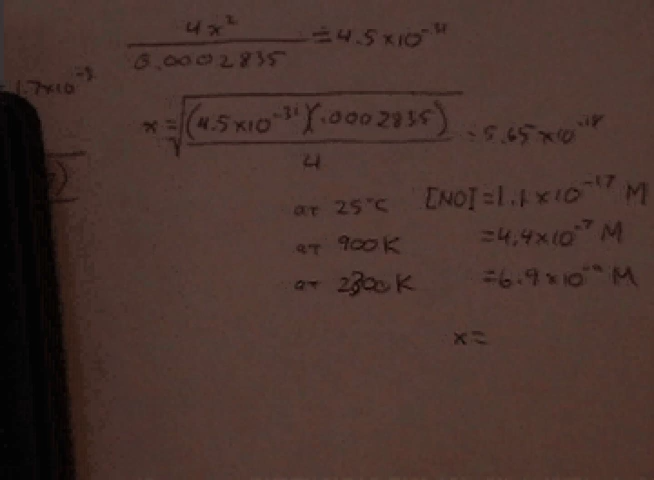 4x²
0.0002835 = 4.5×10⁻³¹
1.7×10⁻³
x = √(4.5×10⁻³¹)(.0002835) = 5.65×10⁻¹⁸
4
at 25°C [NO] = 1.1×10⁻¹⁷ M
at 900K = 4.4×10⁻⁷ M
at 2300K = 6.9×10 M
x =